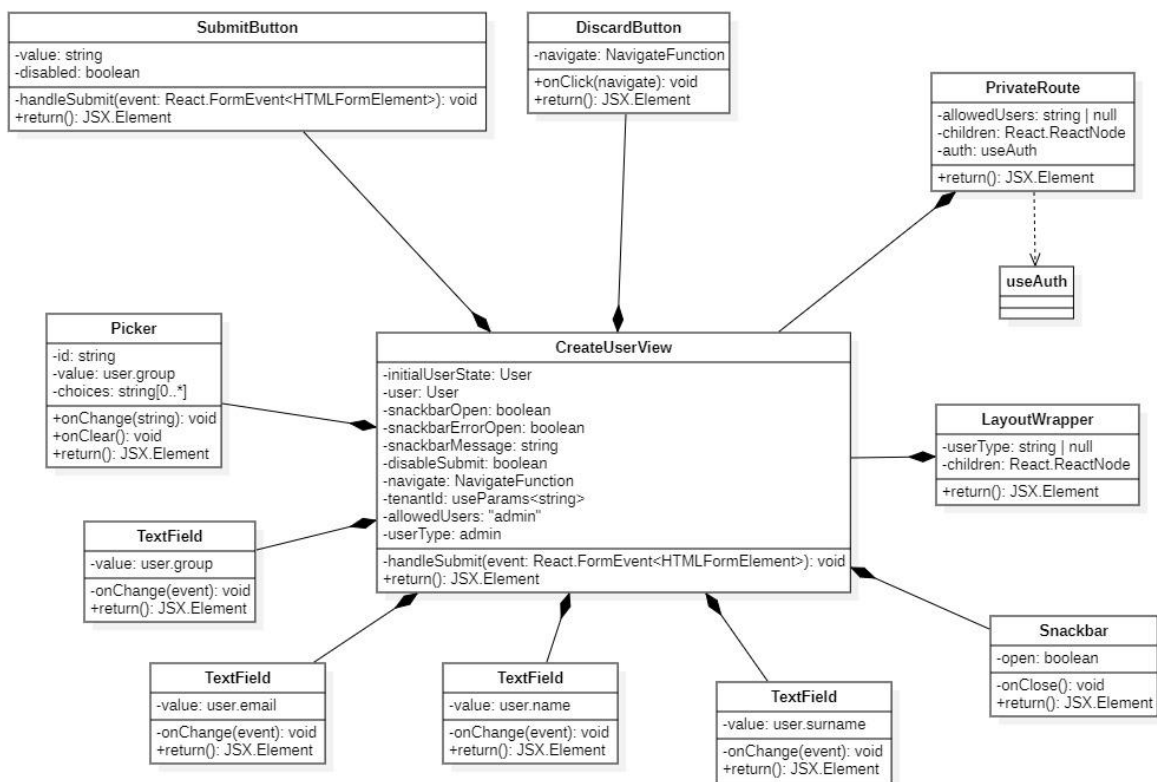 SubmitButton
-value: string
-disabled: boolean
-handleSubmit(event: React.FormEvent<HTMLFormElement>): void
+return(): JSX.Element
DiscardButton
-navigate: NavigateFunction
+onClick(navigate): void
+return(): JSX.Element
PrivateRoute
-allowedUsers: string | null
-children: React.ReactNode
-auth: useAuth
+return(): JSX.Element
useAuth
Picker
-id: string
-value: user.group
-choices: string[0..*]
+onChange(string): void
+onClear(): void
+return(): JSX.Element
CreateUserView
-initialUserState: User
-user: User
-snackbarOpen: boolean
-snackbarErrorOpen: boolean
-snackbarMessage: string
-disableSubmit: boolean
-navigate: NavigateFunction
-tenantId: useParams<string>
-allowedUsers: "admin"
-userType: admin
-handleSubmit(event: React.FormEvent<HTMLFormElement>): void
+return(): JSX.Element
LayoutWrapper
-userType: string | null
-children: React.ReactNode
+return(): JSX.Element
TextField
-value: user.group
-onChange(event): void
+return(): JSX.Element
Snackbar
-open: boolean
-onClose(): void
+return(): JSX.Element
TextField
-value: user.email
-onChange(event): void
+return(): JSX.Element
TextField
-value: user.name
-onChange(event): void
+return(): JSX.Element
TextField
-value: user.surname
-onChange(event): void
+return(): JSX.Element